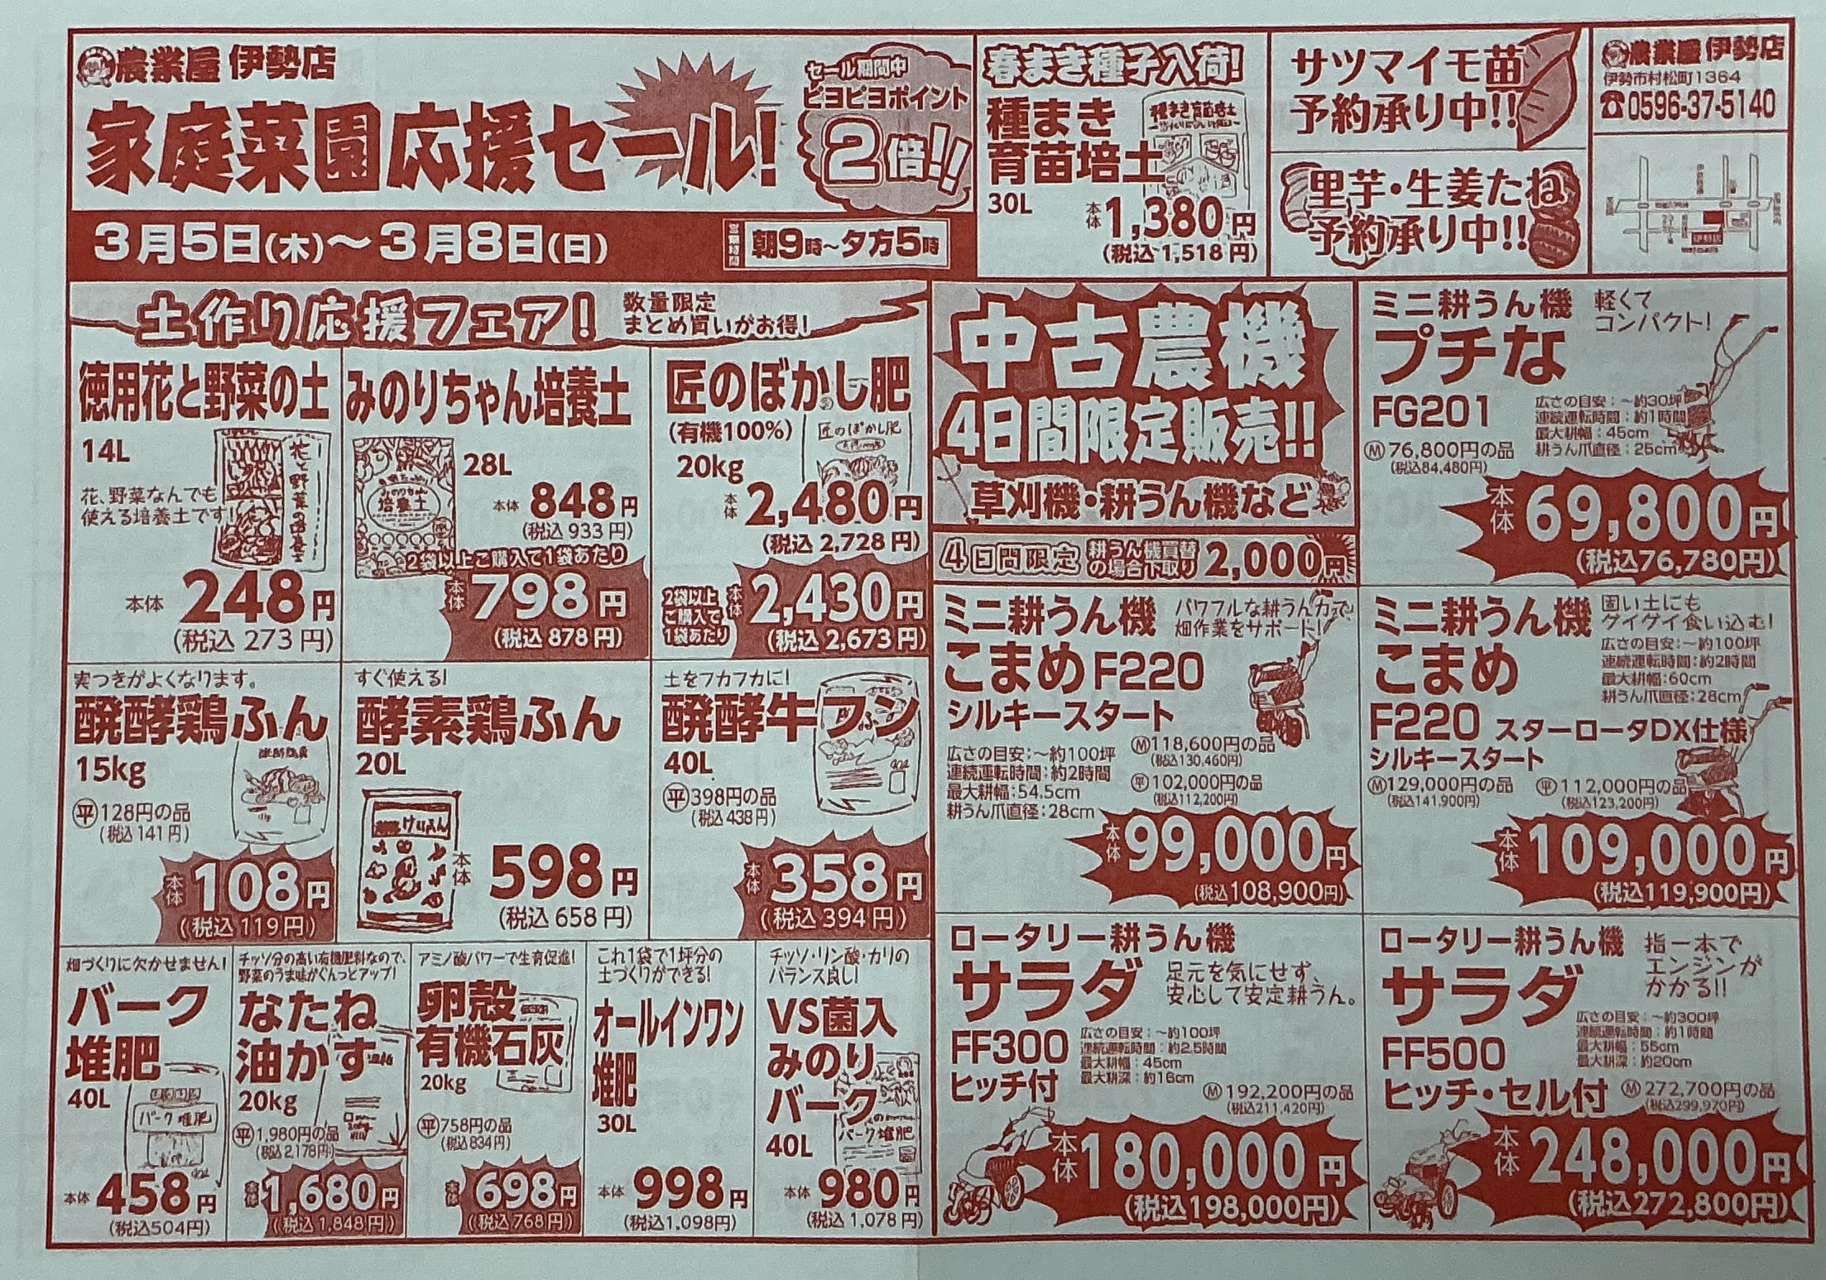 農業屋 伊勢店
家庭菜園応援セール!
セール期間中
ピヨピヨポイント
2倍!!
3月5日(木)～3月8日(日)
営業時間 朝9時～夕方5時
春まき種子入荷!
種まき
育苗培土
30L
本体1,380円
(税込1,518円)
サツマイモ苗
予約承り中!!
里芋・生姜たね
予約承り中!!
農業屋 伊勢店
伊勢市村松町1364
☎0596-37-5140
土作り応援フェア!
数量限定
まとめ買いがお得!
徳用花と野菜の土
14L
花、野菜なんでも
使える培養土です!
本体 248円
(税込 273円)
みのりちゃん培養土
28L
本体 848円
(税込 933円)
2袋以上ご購入で1袋あたり
本体 798円
(税込 878円)
匠のぼかし肥
(有機100%)
20kg
本体 2,480円
(税込 2,728円)
2袋以上
ご購入で
1袋あたり
本体 2,430円
(税込 2,673円)
実つきがよくなります。
醗酵鶏ふん
15kg
㊥128円の品
(税込 141円)
本体 108円
(税込 119円)
すぐ使える!
酵素鶏ふん
20L
けいふん
本体 598円
(税込 658円)
土をフカフカに!
醗酵牛フン
40L
平398円の品
(税込 438円)
本体 358円
(税込 394円)
畑づくりに欠かせません!
バーク
堆肥
40L
バーク堆肥
本体 458円
(税込504円)
チッソ分の高い有機肥料なので、
野菜のうま味がぐんっとアップ!
なたね
油かす
20kg
平1,980円の品
(税込 2,178円)
本体 1,680円
(税込 1,848円)
アミノ酸パワーで生育促進!
卵殻
有機石灰
20kg
平758円の品
(税込 834円)
本体 698円
(税込 768円)
これ1袋で1坪分の
土づくりができる!
オールインワン
堆肥
30L
本体 998円
(税込1,098円)
チッソ・リン酸・カリの
バランス良し!
VS菌入
みのり
バーク
40L
バーク堆肥
本体 980円
(税込 1,078円)
中古農機
4日間限定販売!!
草刈機・耕うん機など
4日間限定 耕うん機買替の場合下取り 2,000円
ミニ耕うん機
プチな
FG201
軽くて
コンパクト!
広さの目安:～約30坪
連続運転時間:約1時間
最大耕幅:45cm
耕うん爪直径:25cm
Ⓜ76,800円の品
(税込84,480円)
本体69,800円
(税込76,780円)
ミニ耕うん機
こまめ F220
シルキースタート
パワフルな耕うん力で
畑作業をサポート!
広さの目安:～約100坪
連続運転時間:約2時間
最大耕幅:54.5cm
耕うん爪直径:28cm
Ⓜ118,600円の品
(税込130,460円)
平102,000円の品
(税込112,200円)
本体99,000円
(税込108,900円)
ミニ耕うん機
こまめ
F220 スターロータDX仕様
シルキースタート
固い土にも
グイグイ食い込む!
広さの目安:～約100坪
連続運転時間:約2時間
最大耕幅:60cm
耕うん爪直径:28cm
Ⓜ129,000円の品
(税込141,900円)
平112,000円の品
(税込123,200円)
本体109,000円
(税込119,900円)
ロータリー耕うん機
サラダ
FF300
ヒッチ付
足元を気にせず、
安心して安定耕うん。
広さの目安:～約100坪
連続運転時間:約2.5時間
最大耕幅:45cm
最大耕深:約16cm
Ⓜ192,200円の品
(税込211,420円)
本体180,000円
(税込198,000円)
ロータリー耕うん機
サラダ
FF500
ヒッチ・セル付
指一本で
エンジンが
かかる!!
広さの目安:～約300坪
連続運転時間:約1時間
最大耕幅:55cm
最大耕深:約20cm
Ⓜ272,700円の品
(税込299,970円)
本体248,000円
(税込272,800円)